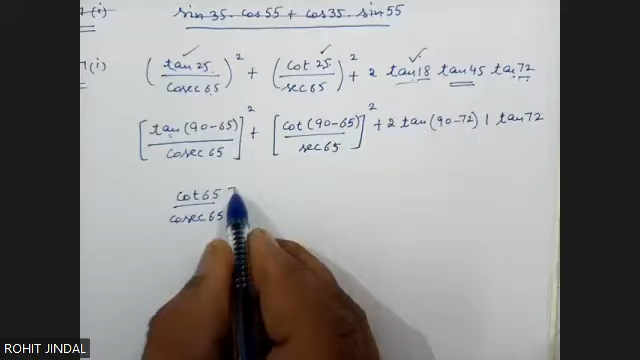 (i)
sin 35. cos 55 + cos 35. sin 55
(i) (tan 25 / cosec 65)² + (cot 25 / sec 65)² + 2 tan 18 tan 45 tan 72
[tan (90-65) / cosec 65]² + [cot (90-65) / sec 65]² + 2 tan (90-72) 1 tan 72
cot 65
cosec 65
ROHIT JINDAL